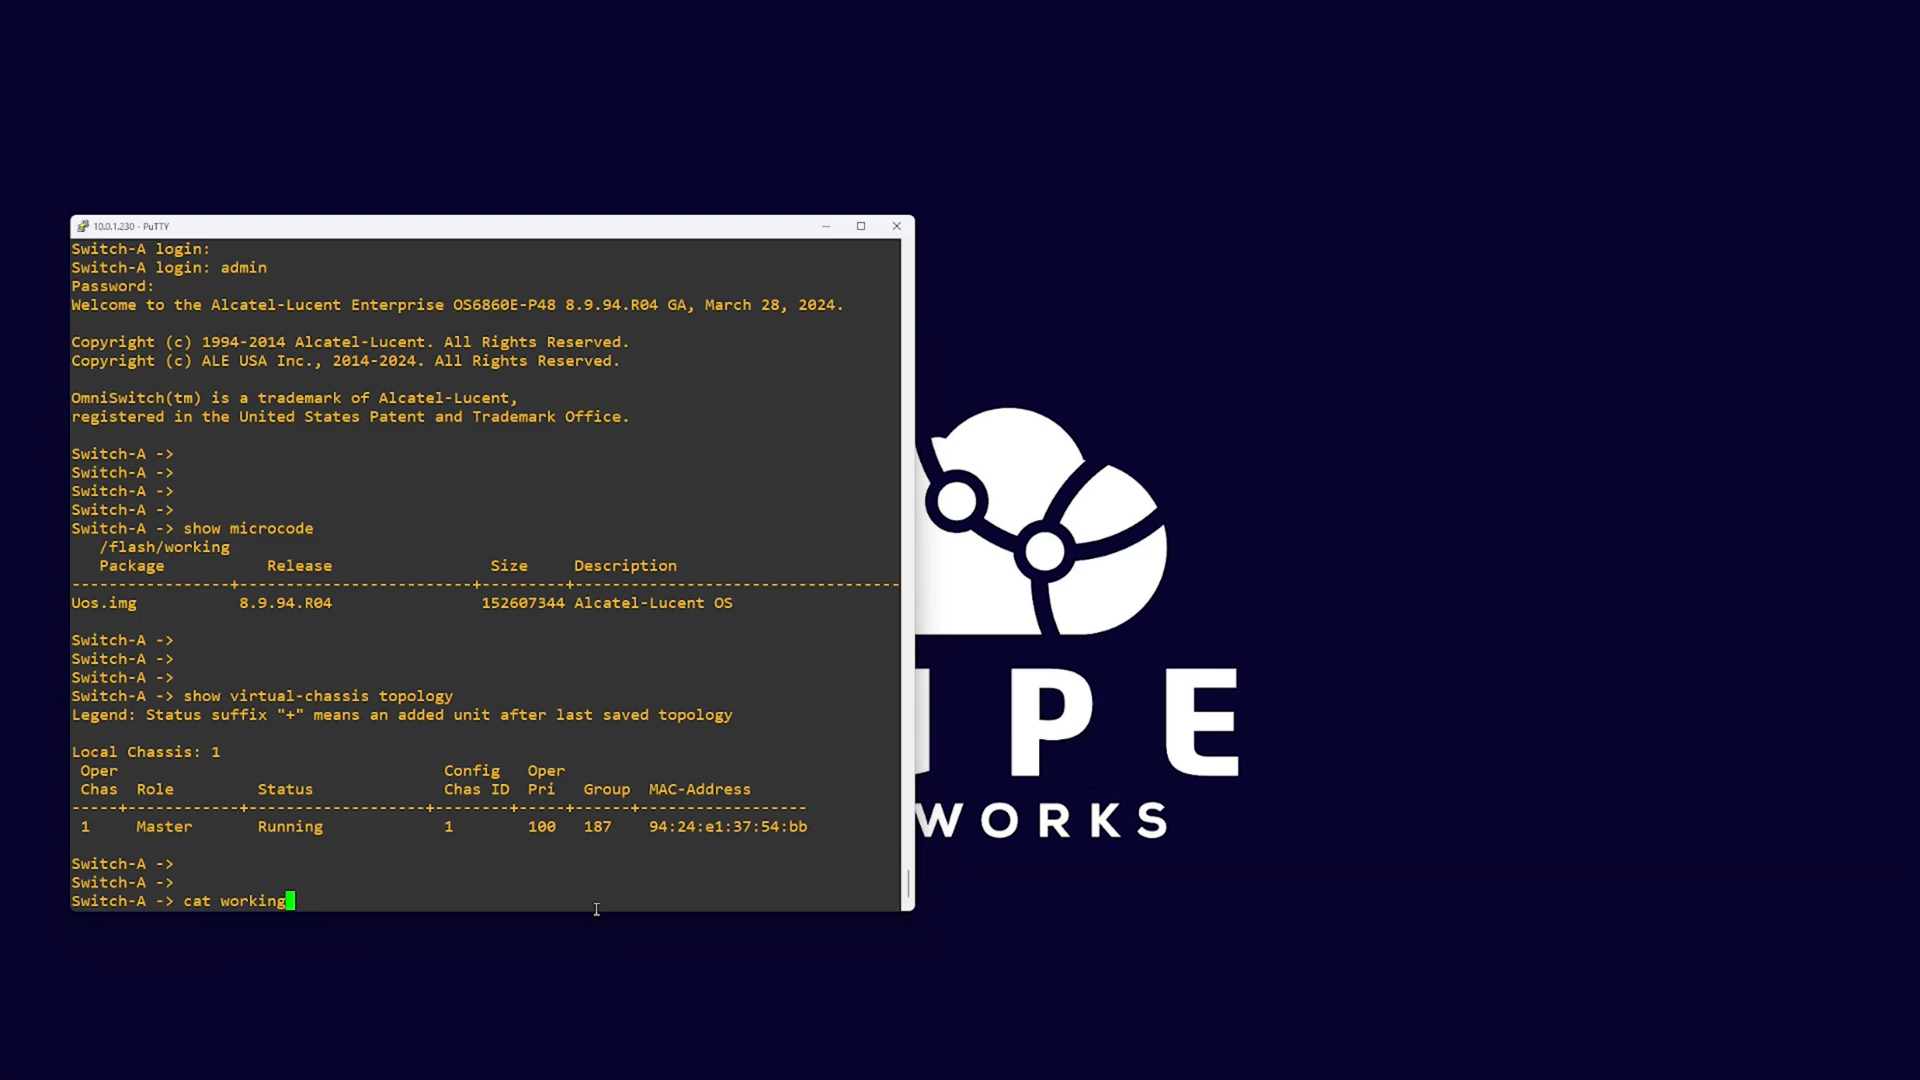 10.0.1.230 - PuTTY
Switch-A login:
Switch-A login: admin
Password:
Welcome to the Alcatel-Lucent Enterprise OS6860E-P48 8.9.94.R04 GA, March 28, 2024.
Copyright (c) 1994-2014 Alcatel-Lucent. All Rights Reserved.
Copyright (c) ALE USA Inc., 2014-2024. All Rights Reserved.
OmniSwitch(tm) is a trademark of Alcatel-Lucent,
registered in the United States Patent and Trademark Office.
Switch-A ->
Switch-A ->
Switch-A ->
Switch-A ->
Switch-A -> show microcode
/flash/working
Package Release Size Description
-----------------+--------------------------+---------+-----------------------------------
Uos.img 8.9.94.R04 152607344 Alcatel-Lucent OS
Switch-A ->
Switch-A ->
Switch-A ->
Switch-A -> show virtual-chassis topology
Legend: Status suffix "+" means an added unit after last saved topology
Local Chassis: 1
Oper Config Oper
Chas Role Status Chas ID Pri Group MAC-Address
-----+------------+-------------------+--------+-----+------+------------------
1 Master Running 1 100 187 94:24:e1:37:54:bb
Switch-A ->
Switch-A ->
Switch-A -> cat working
IPE
WORKS